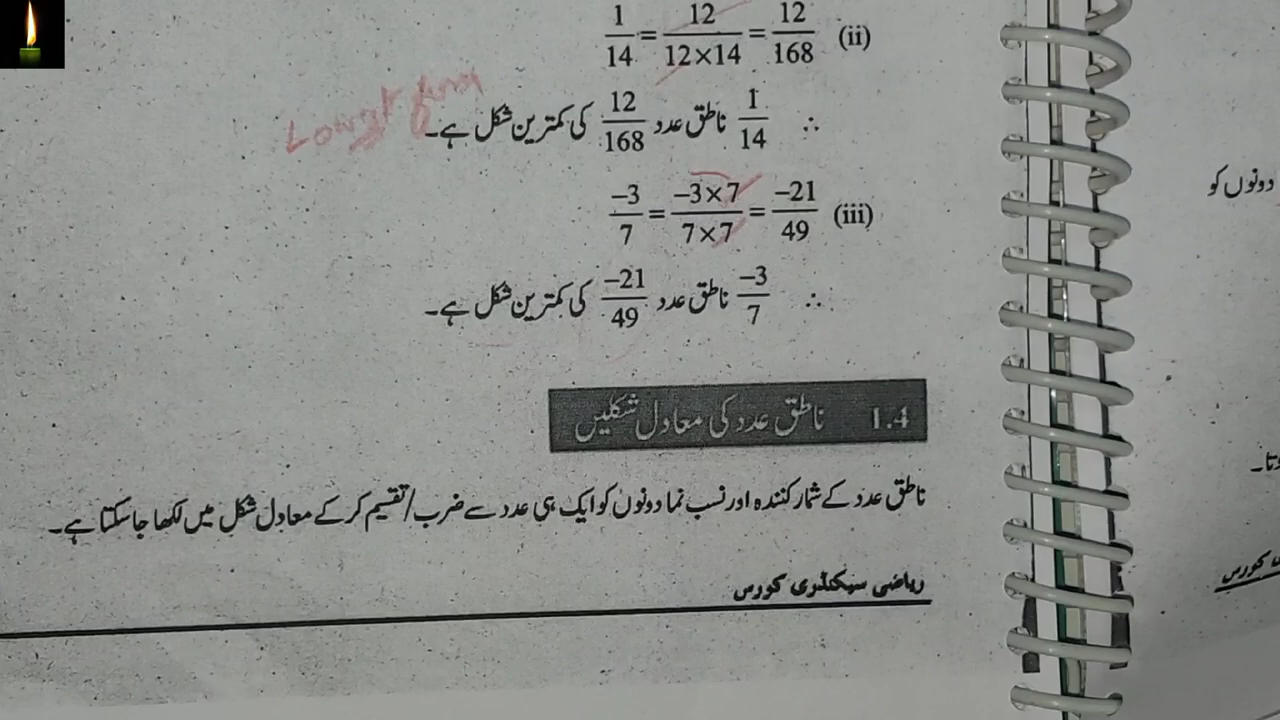 (ii) 12/168 = 12/12×14 = 1/14
∴ 1/14 ناطق عدد 12/168 کی کمترین شکل ہے۔
Lowest form
(iii) -21/49 = -3×7/7×7 = -3/7
∴ -3/7 ناطق عدد -21/49 کی کمترین شکل ہے۔
1.4 ناطق عدد کی معادل شکلیں
ناطق عدد کے شمار کنندہ اور نسب نما دونوں کو ایک ہی عدد سے ضرب/تقسیم کر کے معادل شکل میں لکھا جا سکتا ہے۔
ریاضی سیکنڈری کورس
دونوں کو
کورس